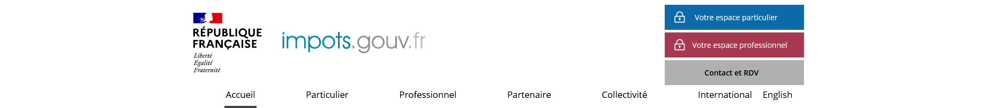 RÉPUBLIQUE
FRANÇAISE
Liberté
Égalité
Fraternité
impots.gouv.fr
Votre espace particulier
Votre espace professionnel
Contact et RDV
Accueil Particulier Professionnel Partenaire Collectivité International English